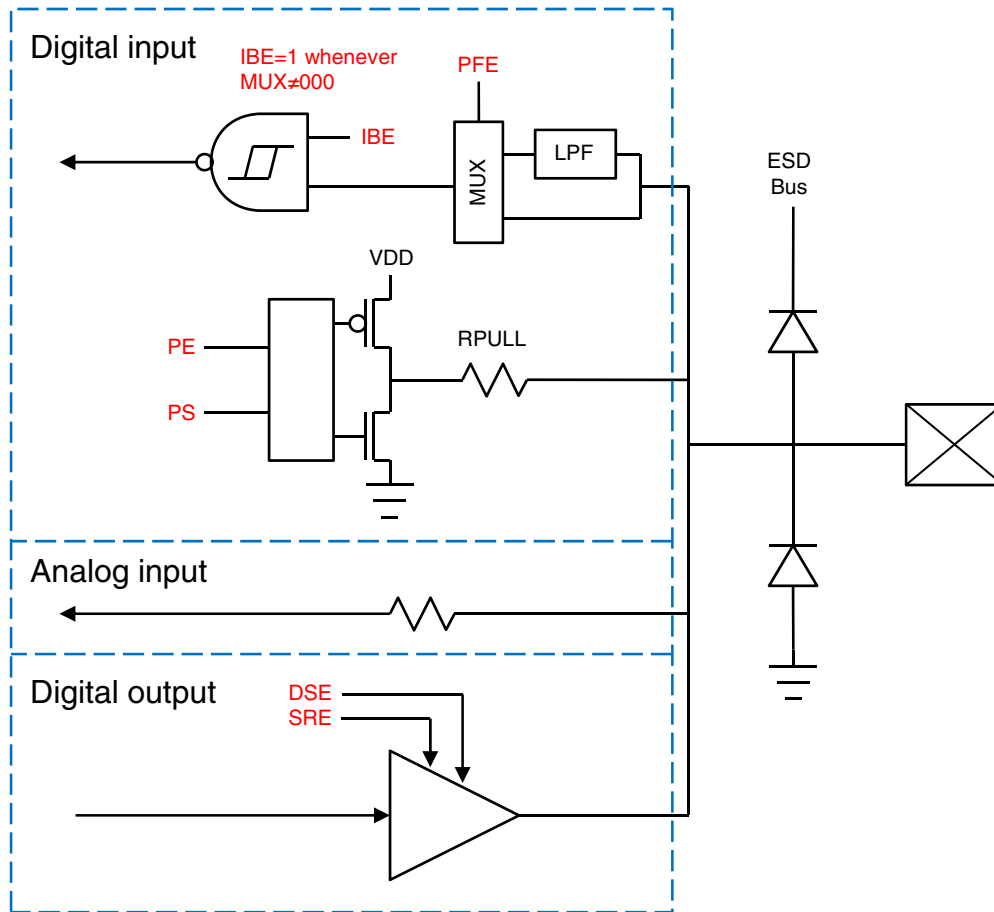 Digital input
IBE=1 whenever
MUX≠000
PFE
IBE
LPF
MUX
ESD
Bus
VDD
PE
RPULL
PS
Analog input
Digital output
DSE
SRE